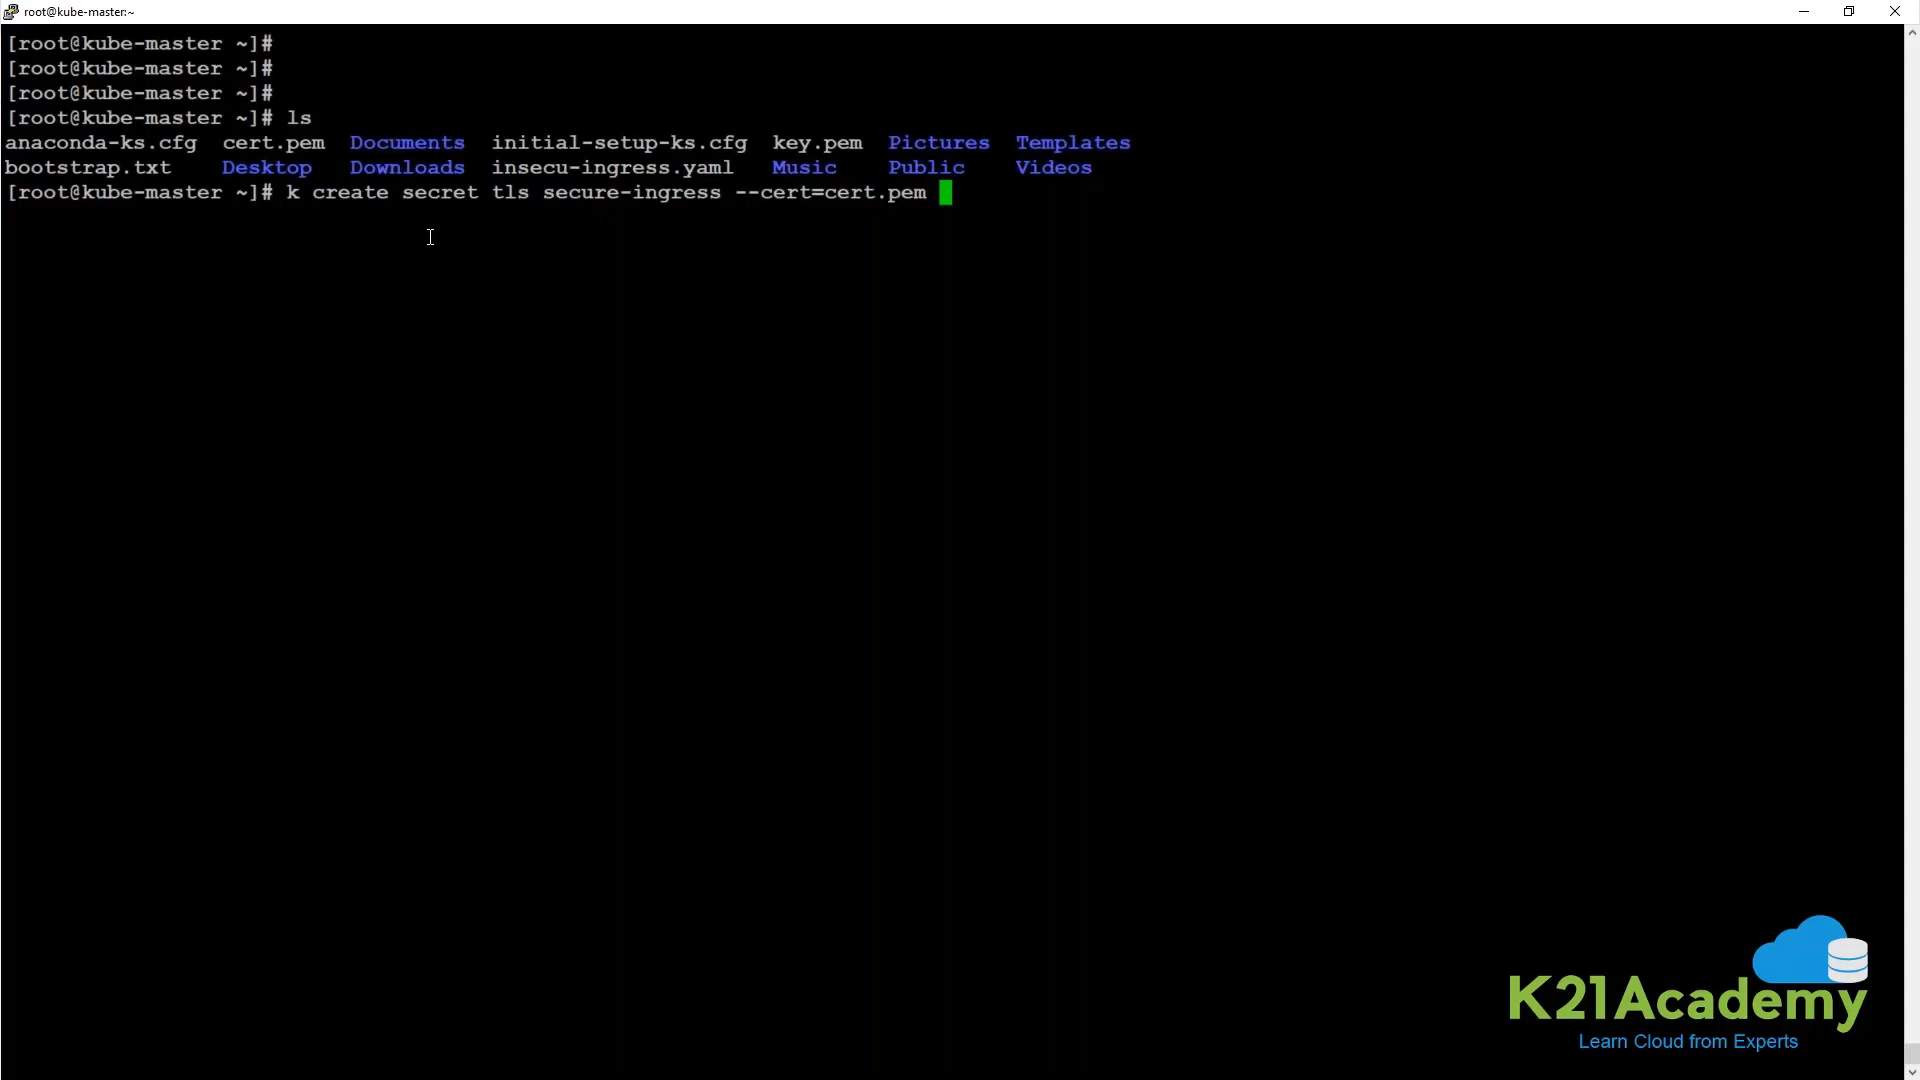 root@kube-master:~
[root@kube-master ~]#
[root@kube-master ~]#
[root@kube-master ~]#
[root@kube-master ~]# ls
anaconda-ks.cfg  cert.pem  Documents  initial-setup-ks.cfg  key.pem  Pictures  Templates
bootstrap.txt    Desktop   Downloads  insecu-ingress.yaml   Music    Public    Videos
[root@kube-master ~]# k create secret tls secure-ingress --cert=cert.pem
K21Academy
Learn Cloud from Experts